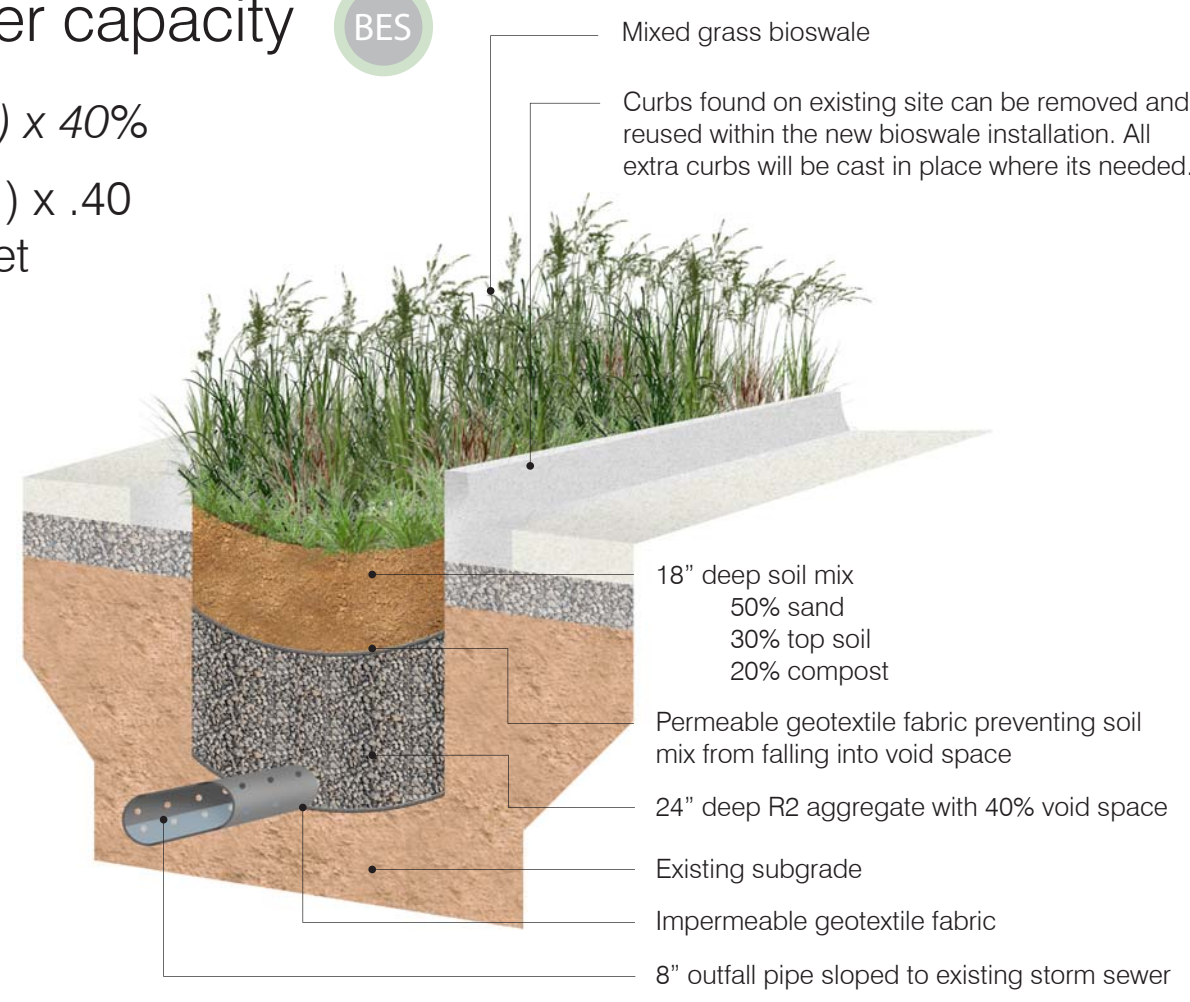 er capacity
BES
) x 40%
) x .40
et
Mixed grass bioswale
Curbs found on existing site can be removed and
reused within the new bioswale installation. All
extra curbs will be cast in place where its needed.
18” deep soil mix
50% sand
30% top soil
20% compost
Permeable geotextile fabric preventing soil
mix from falling into void space
24” deep R2 aggregate with 40% void space
Existing subgrade
Impermeable geotextile fabric
8” outfall pipe sloped to existing storm sewer